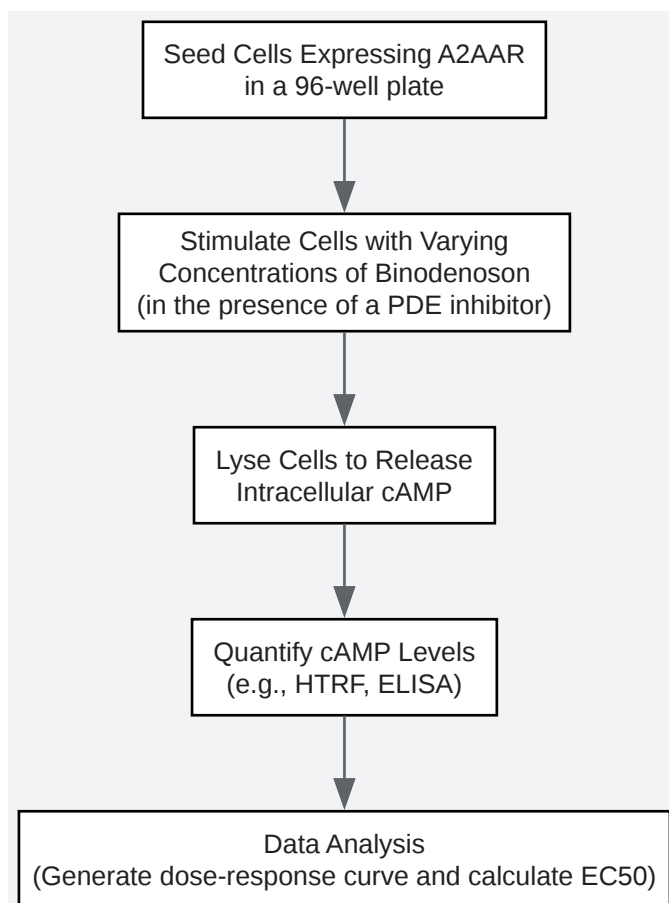 Seed Cells Expressing A2AAR
in a 96-well plate
Stimulate Cells with Varying
Concentrations of Binodenoson
(in the presence of a PDE inhibitor)
Lyse Cells to Release
Intracellular cAMP
Quantify cAMP Levels
(e.g., HTRF, ELISA)
Data Analysis
(Generate dose-response curve and calculate EC50)